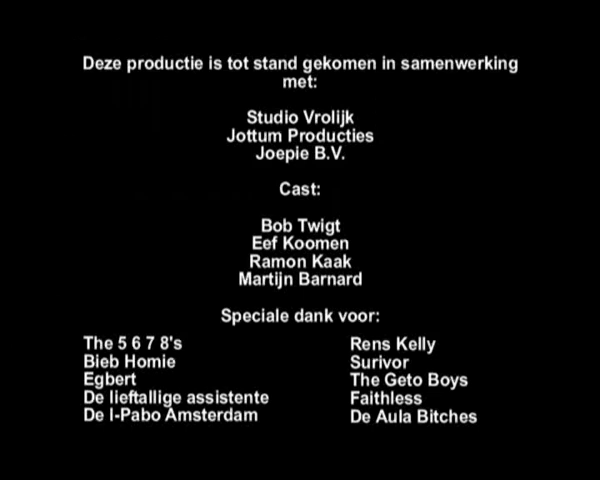 Deze productie is tot stand gekomen in samenwerking
met:
Studio Vrolijk
Jottum Producties
Joepie B.V.
Cast:
Bob Twigt
Eef Koomen
Ramon Kaak
Martijn Barnard
Speciale dank voor:
The 5 6 7 8's
Bieb Homie
Egbert
De lieftallige assistente
De I-Pabo Amsterdam
Rens Kelly
Surivor
The Geto Boys
Faithless
De Aula Bitches